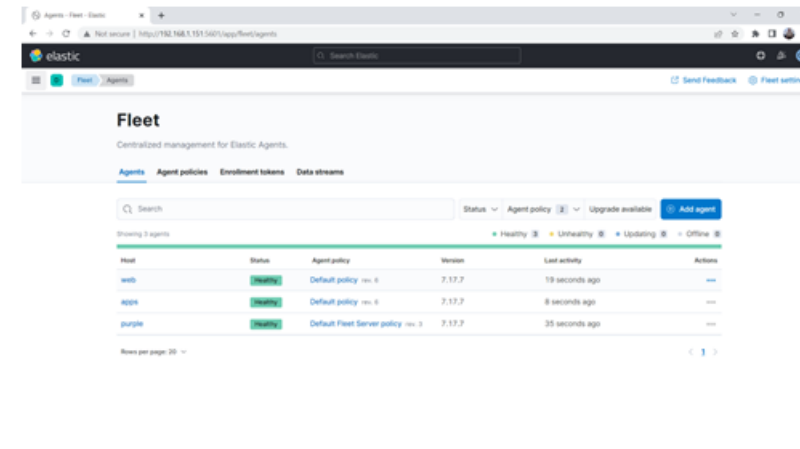 Agents - Fleet - Elastic
Not secure | http://192.168.1.151:5601/app/fleet/agents
elastic
Search Elastic
Fleet Agents Send Feedback Fleet settin
Fleet
Centralized management for Elastic Agents.
Agents Agent policies Enrollment tokens Data streams
Search Status Agent policy 2 Upgrade available Add agent
Showing 3 agents Healthy 3 Unhealthy 0 Updating 0 Offline 0
Host Status Agent policy Version Last activity Actions
web Healthy Default policy rev. 6 7.17.7 19 seconds ago
apps Healthy Default policy rev. 6 7.17.7 8 seconds ago
purple Healthy Default Fleet Server policy rev. 3 7.17.7 35 seconds ago
Rows per page: 20 1